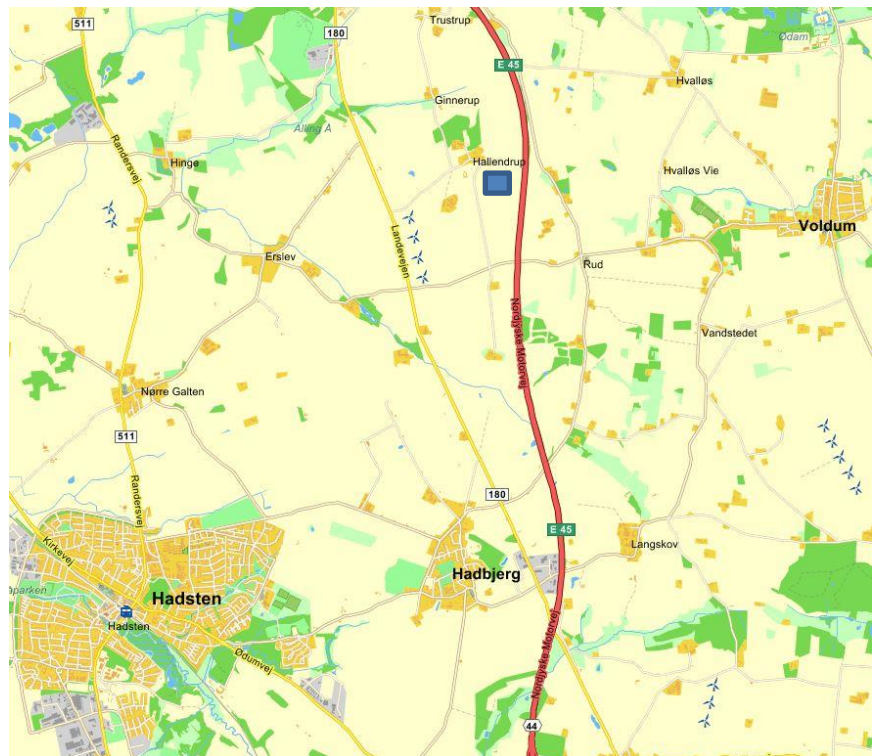 Trustrup
511
180
E 45
Ødam
Hvalløs
Ginnerup
Alling Å
Randersvej
Hinge
Hallendrup
Hvalløs Vie
Voldum
Landevejen
Erslev
Rud
Nordjyske Motorvej
Vandstedet
Nørre Galten
511
Randersvej
180
E 45
Kirkevej
Langskov
Hadbjerg
Hadsten
Hadsten
Ødumvej
Nordjyske Motorvej
44